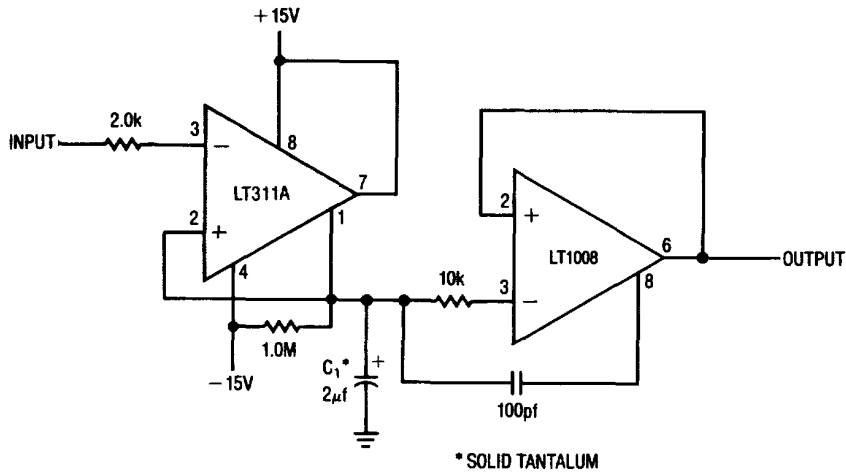 +15V
2.0k
INPUT
3
−
8
LT311A
7
2
+
1
4
2
+
LT1008
6
OUTPUT
10k
3
−
8
1.0M
−15V
C1*
+
2μf
100pf
* SOLID TANTALUM